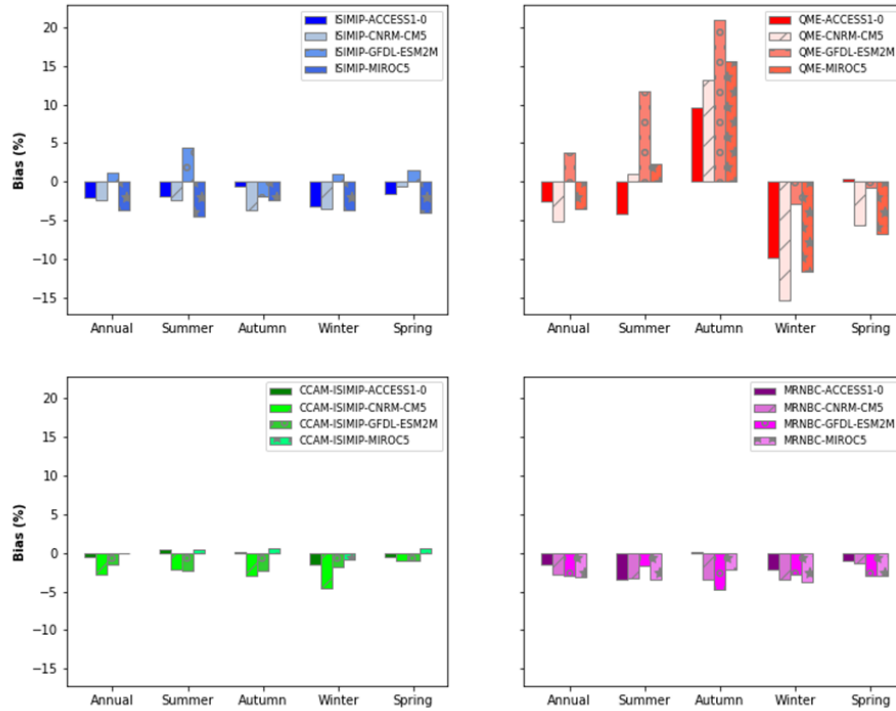 ISIMIP-ACCESS1-0
ISIMIP-CNRM-CM5
ISIMIP-GFDL-ESM2M
ISIMIP-MIROC5
Bias (%)
20
15
10
5
0
−5
−10
−15
Annual Summer Autumn Winter Spring
QME-ACCESS1-0
QME-CNRM-CM5
QME-GFDL-ESM2M
QME-MIROC5
Annual Summer Autumn Winter Spring
CCAM-ISIMIP-ACCESS1-0
CCAM-ISIMIP-CNRM-CM5
CCAM-ISIMIP-GFDL-ESM2M
CCAM-ISIMIP-MIROC5
Bias (%)
20
15
10
5
0
−5
−10
−15
Annual Summer Autumn Winter Spring
MRNBC-ACCESS1-0
MRNBC-CNRM-CM5
MRNBC-GFDL-ESM2M
MRNBC-MIROC5
Annual Summer Autumn Winter Spring